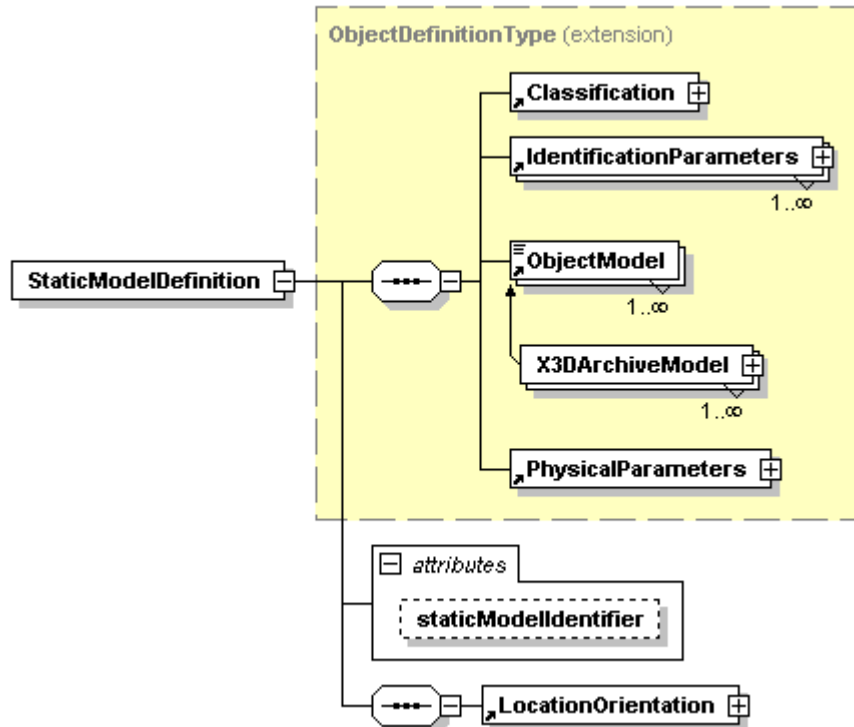 ObjectDefinitionType (extension)
Classification
IdentificationParameters
1..∞
StaticModelDefinition
ObjectModel
1..∞
X3DArchiveModel
1..∞
PhysicalParameters
attributes
staticModelIdentifier
LocationOrientation